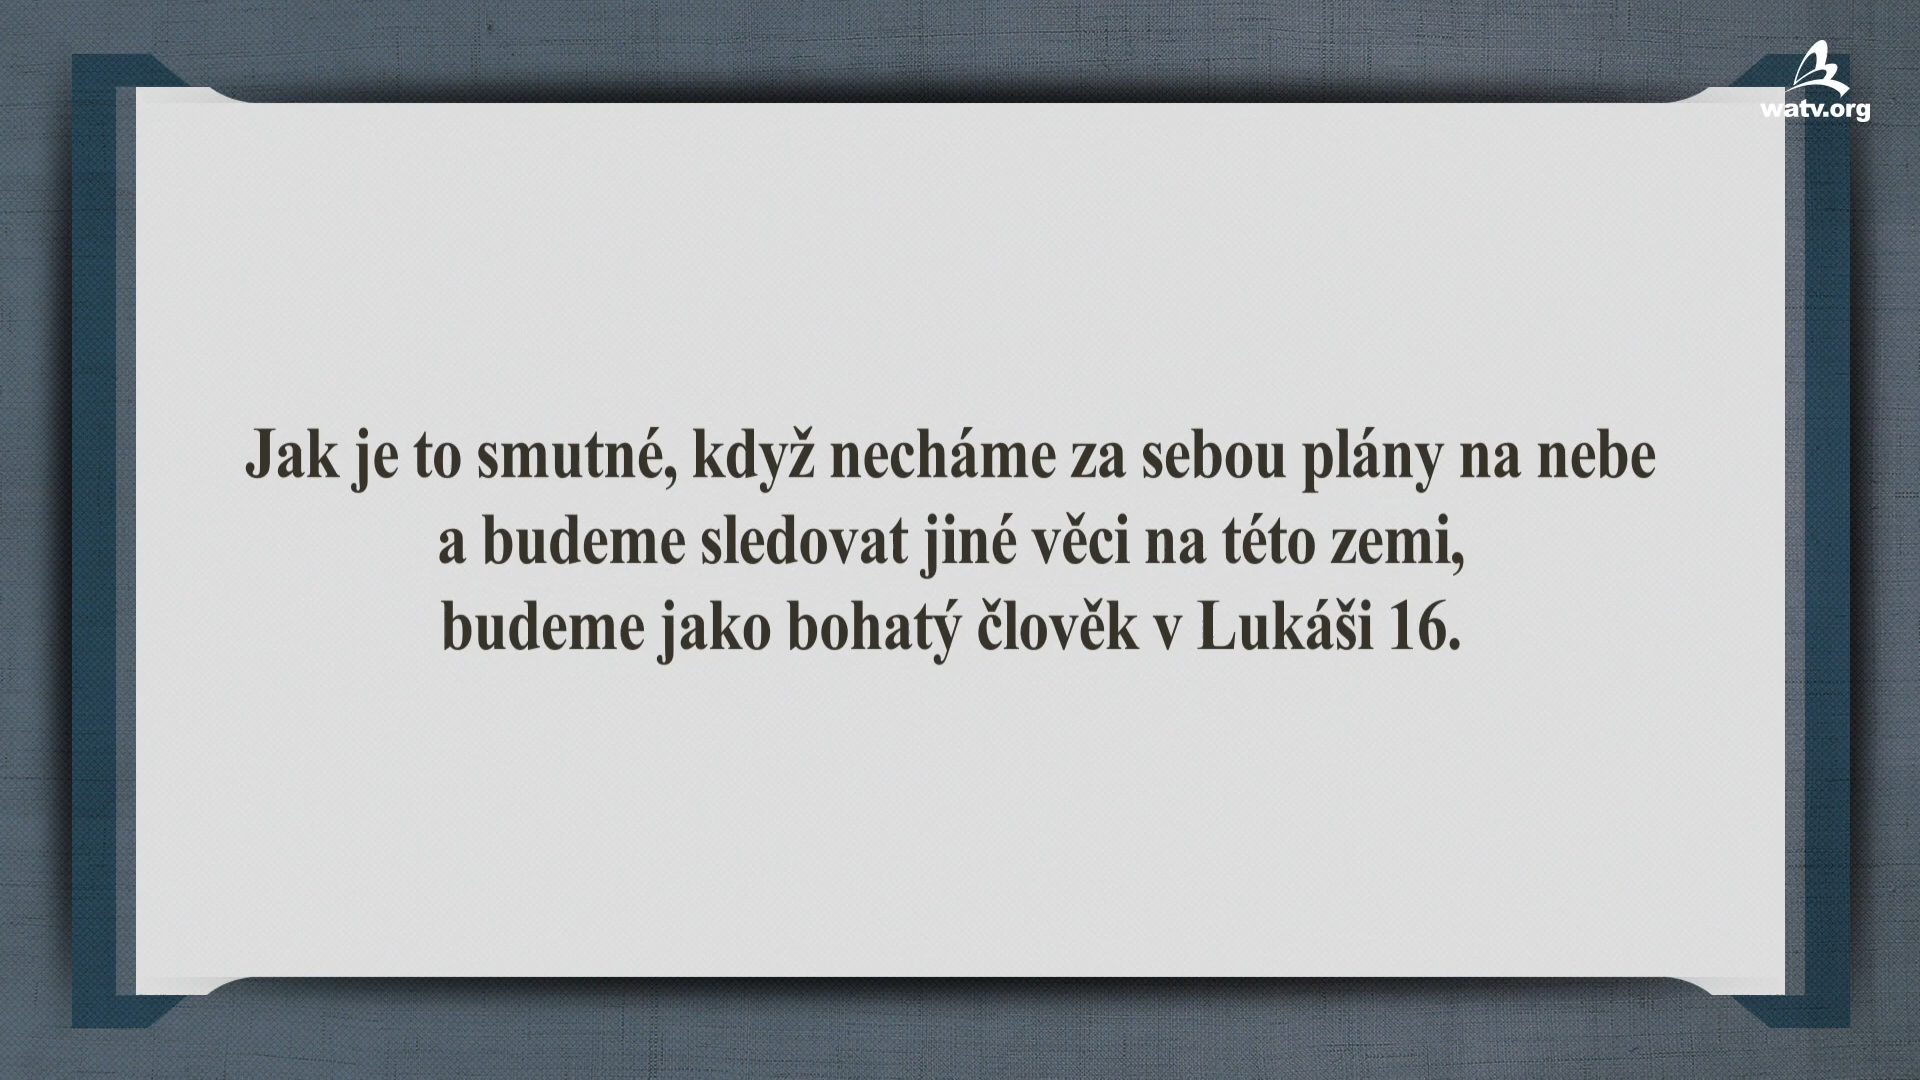 watv.org
Jak je to smutné, když necháme za sebou plány na nebe
a budeme sledovat jiné věci na této zemi,
budeme jako bohatý člověk v Lukáši 16.